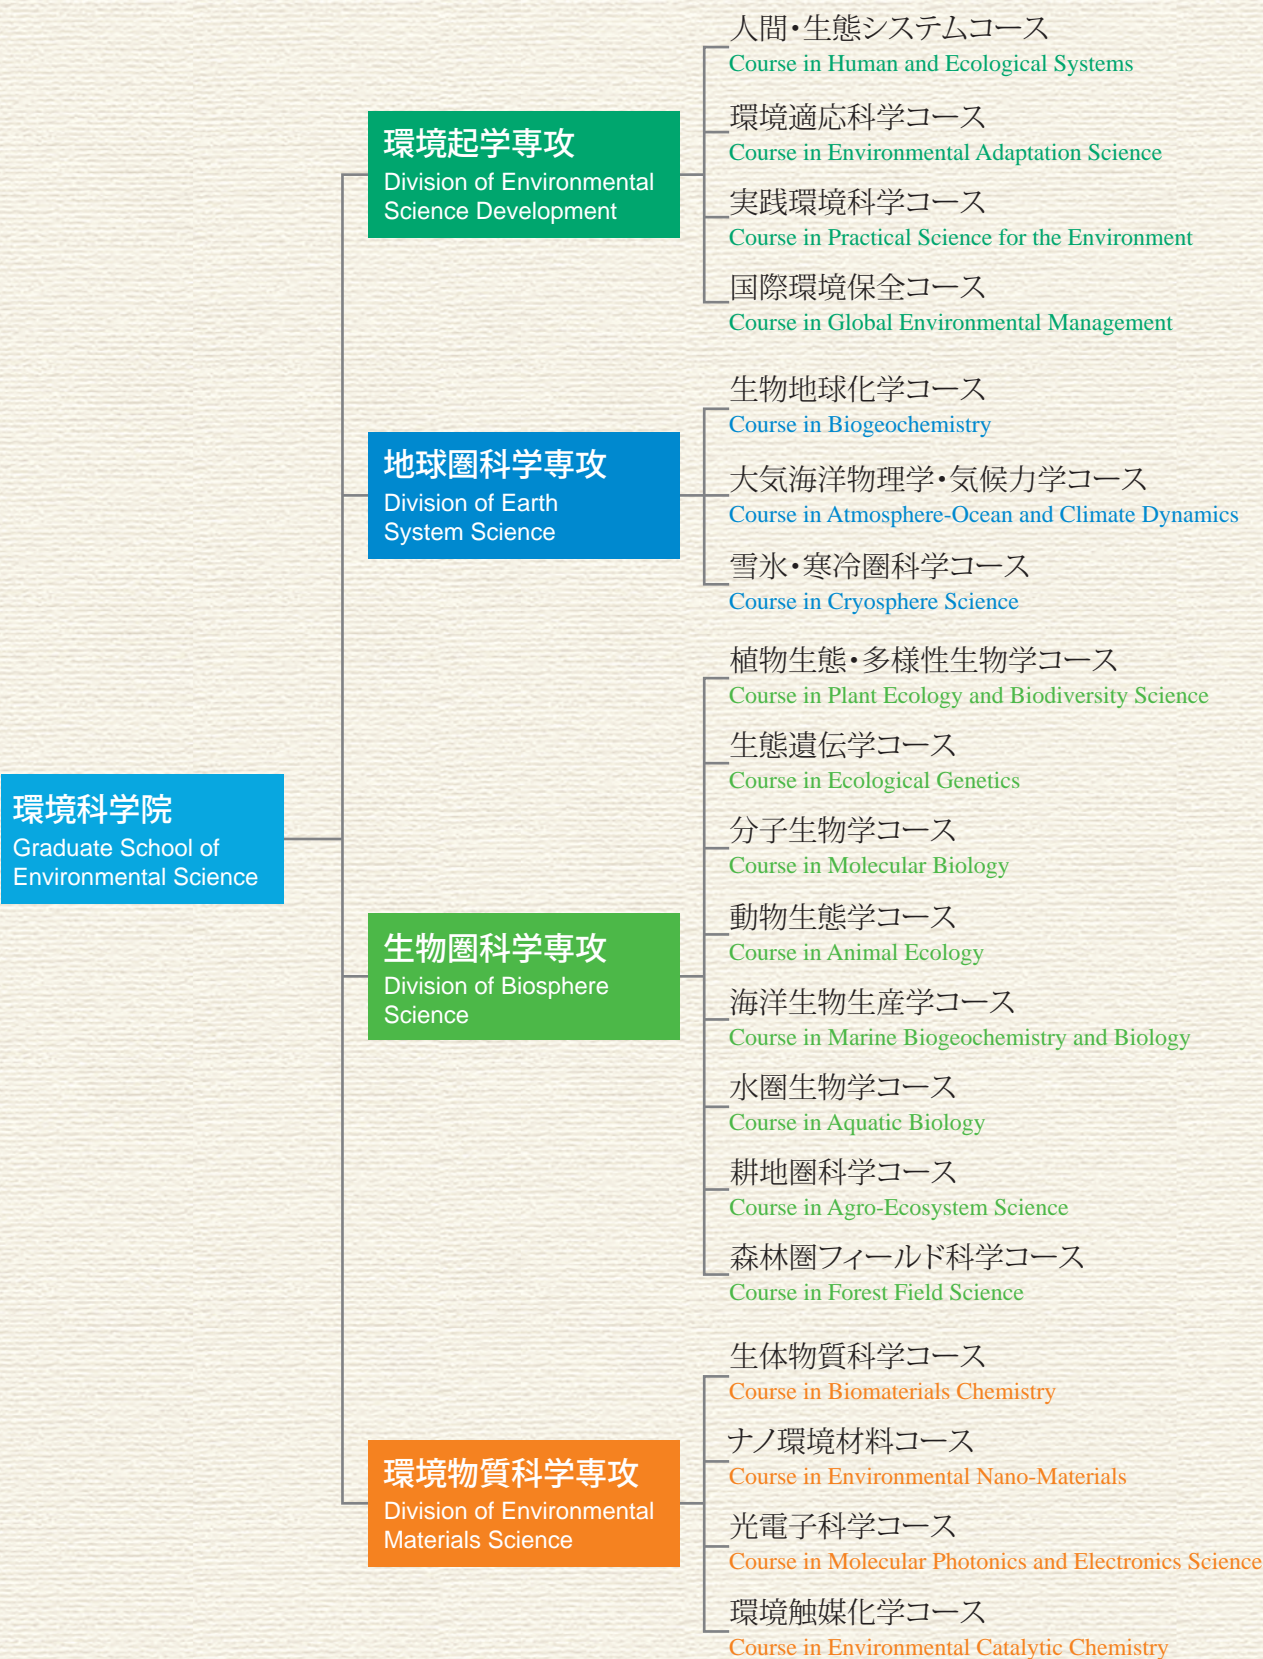 環境科学院
Graduate School of
Environmental Science
環境起学専攻
Division of Environmental
Science Development
人間・生態システムコース
Course in Human and Ecological Systems
環境適応科学コース
Course in Environmental Adaptation Science
実践環境科学コース
Course in Practical Science for the Environment
国際環境保全コース
Course in Global Environmental Management
地球圏科学専攻
Division of Earth
System Science
生物地球化学コース
Course in Biogeochemistry
大気海洋物理学・気候力学コース
Course in Atmosphere-Ocean and Climate Dynamics
雪氷・寒冷圏科学コース
Course in Cryosphere Science
生物圏科学専攻
Division of Biosphere
Science
植物生態・多様性生物学コース
Course in Plant Ecology and Biodiversity Science
生態遺伝学コース
Course in Ecological Genetics
分子生物学コース
Course in Molecular Biology
動物生態学コース
Course in Animal Ecology
海洋生物生産学コース
Course in Marine Biogeochemistry and Biology
水圏生物学コース
Course in Aquatic Biology
耕地圏科学コース
Course in Agro-Ecosystem Science
森林圏フィールド科学コース
Course in Forest Field Science
環境物質科学専攻
Division of Environmental
Materials Science
生体物質科学コース
Course in Biomaterials Chemistry
ナノ環境材料コース
Course in Environmental Nano-Materials
光電子科学コース
Course in Molecular Photonics and Electronics Science
環境触媒化学コース
Course in Environmental Catalytic Chemistry